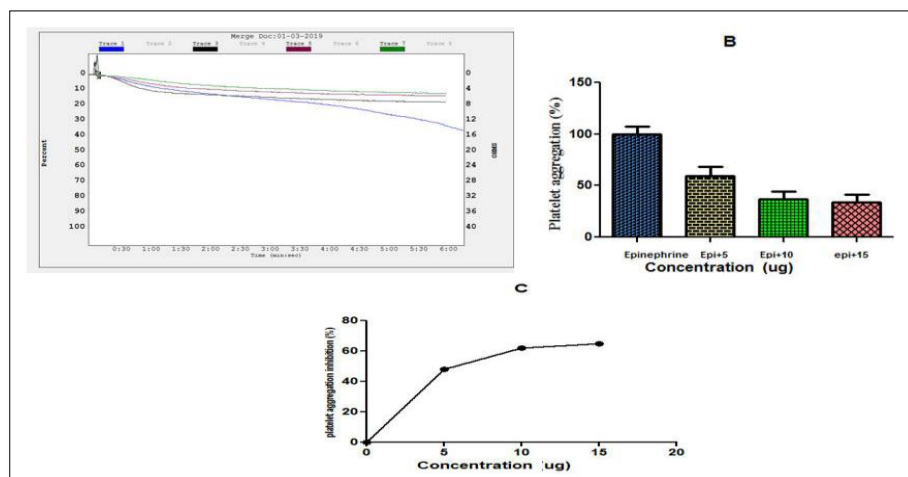 Merge Doc:01-03-2019
Trace 1 Trace 2 Trace 3 Trace 4 Trace 5 Trace 6 Trace 7 Trace 8
0
10
20
30
40
50
60
70
80
90
100
Percent
0
4
8
12
16
20
24
28
32
36
40
OHMS
0:30 1:00 1:30 2:00 2:30 3:00 3:30 4:00 4:30 5:00 5:30 6:00
Time (min:sec)
B
Platelet aggregation (%)
150
100
50
0
Epinephrine Epi+5 Epi+10 epi+15
Concentration (ug)
C
platelet aggregation inhibition (%)
80
60
40
20
0
0 5 10 15 20
Concentration (ug)